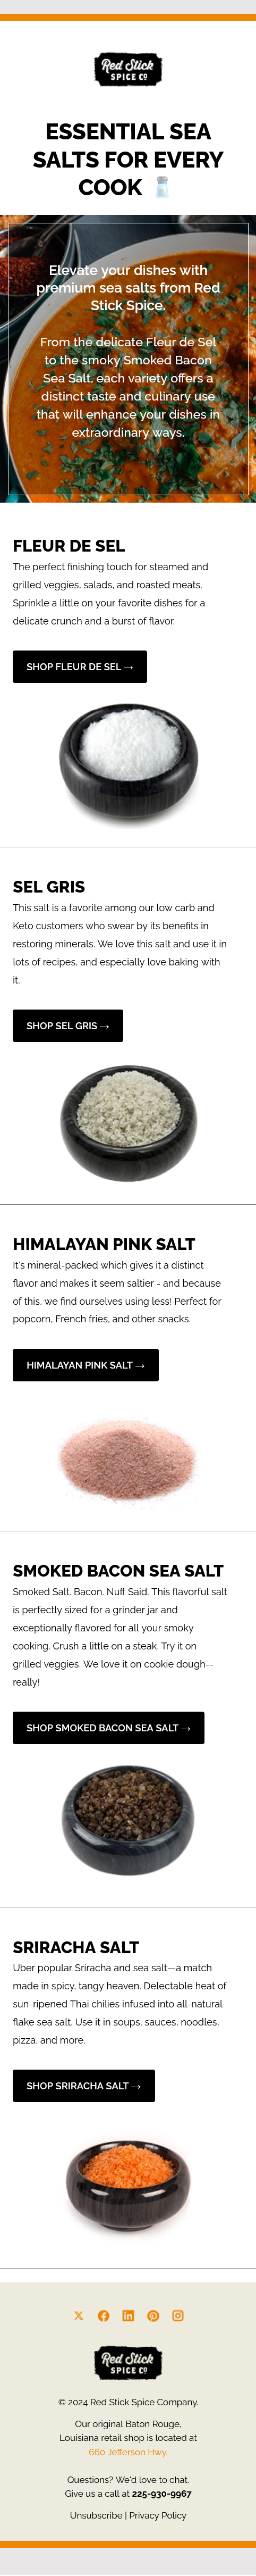 Red Stick
SPICE CO
ESSENTIAL SEA
SALTS FOR EVERY
COOK
Elevate your dishes with
premium sea salts from Red
Stick Spice.
From the delicate Fleur de Sel
to the smoky Smoked Bacon
Sea Salt, each variety offers a
distinct taste and culinary use
that will enhance your dishes in
extraordinary ways.
FLEUR DE SEL
The perfect finishing touch for steamed and
grilled veggies, salads, and roasted meats.
Sprinkle a little on your favorite dishes for a
delicate crunch and a burst of flavor.
SHOP FLEUR DE SEL →
SEL GRIS
This salt is a favorite among our low carb and
Keto customers who swear by its benefits in
restoring minerals. We love this salt and use it in
lots of recipes, and especially love baking with
it.
SHOP SEL GRIS →
HIMALAYAN PINK SALT
It's mineral-packed which gives it a distinct
flavor and makes it seem saltier - and because
of this, we find ourselves using less! Perfect for
popcorn, French fries, and other snacks.
HIMALAYAN PINK SALT →
SMOKED BACON SEA SALT
Smoked Salt. Bacon. Nuff Said. This flavorful salt
is perfectly sized for a grinder jar and
exceptionally flavored for all your smoky
cooking. Crush a little on a steak. Try it on
grilled veggies. We love it on cookie dough--
really!
SHOP SMOKED BACON SEA SALT →
SRIRACHA SALT
Uber popular Sriracha and sea salt—a match
made in spicy, tangy heaven. Delectable heat of
sun-ripened Thai chilies infused into all-natural
flake sea salt. Use it in soups, sauces, noodles,
pizza, and more.
SHOP SRIRACHA SALT →
Red Stick
SPICE CO
© 2024 Red Stick Spice Company.
Our original Baton Rouge,
Louisiana retail shop is located at
660 Jefferson Hwy.
Questions? We'd love to chat.
Give us a call at 225-930-9967
Unsubscribe | Privacy Policy